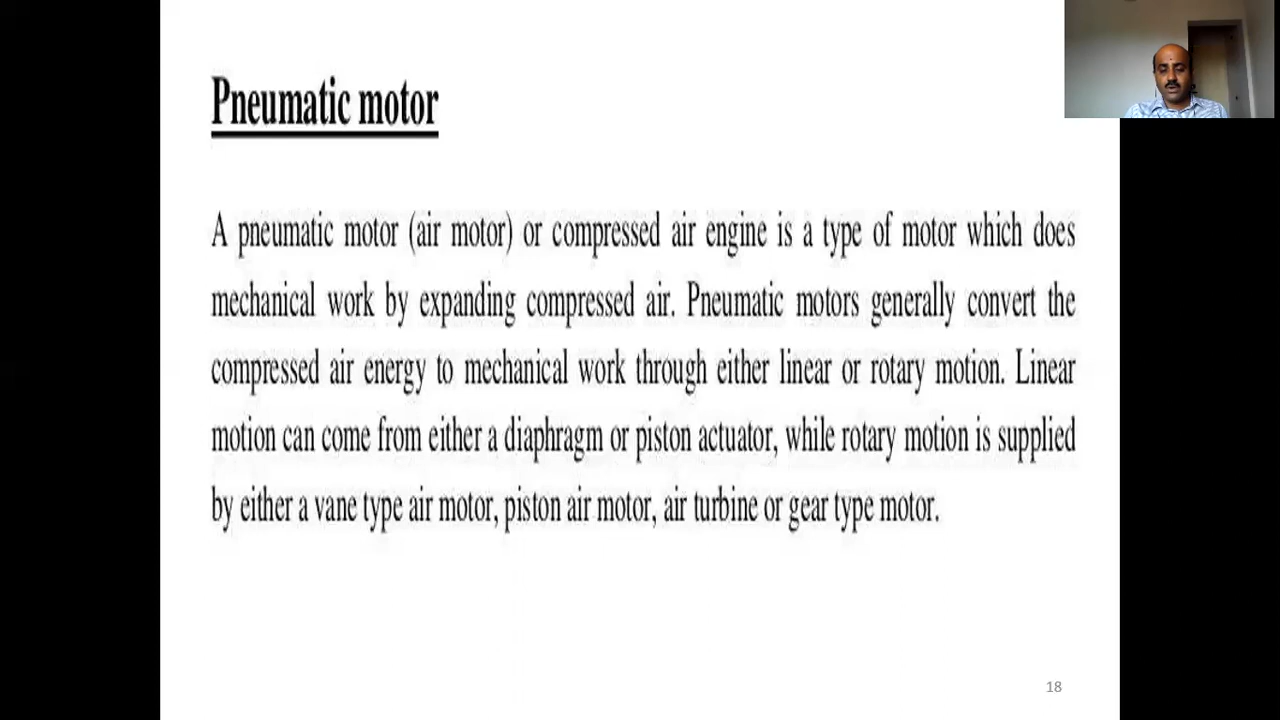 Pneumatic motor
A pneumatic motor (air motor) or compressed air engine is a type of motor which does
mechanical work by expanding compressed air. Pneumatic motors generally convert the
compressed air energy to mechanical work through either linear or rotary motion. Linear
motion can come from either a diaphragm or piston actuator, while rotary motion is supplied
by either a vane type air motor, piston air motor, air turbine or gear type motor.
18